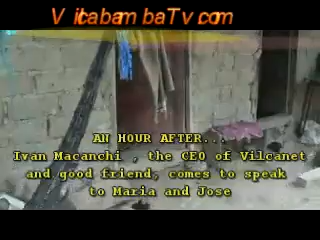 VilcabambaTv.com
AN HOUR AFTER...
Ivan Macanchi , the CEO of Vilcanet
and good friend, comes to speak
to Maria and Jose